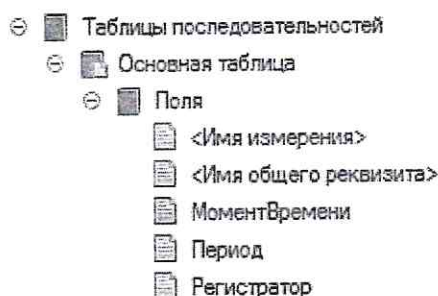 Таблицы последовательностей
Основная таблица
Поля
<Имя измерения>
<Имя общего реквизита>
МоментВремени
Период
Регистратор